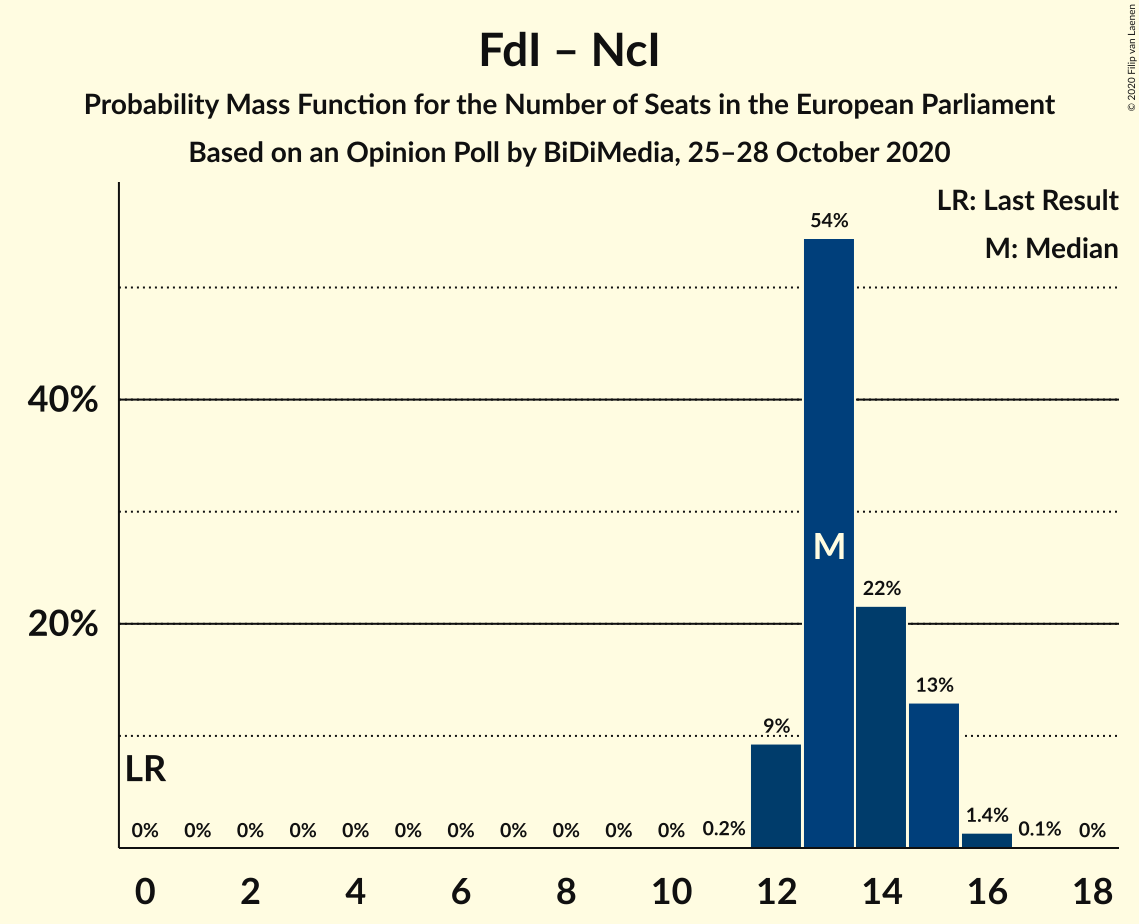 FdI – NcI
Probability Mass Function for the Number of Seats in the European Parliament
Based on an Opinion Poll by BiDiMedia, 25–28 October 2020
© 2020 Filip van Laenen
LR: Last Result
M: Median
54%
40%
M
22%
20%
13%
9%
LR
0% 0% 0% 0% 0% 0% 0% 0% 0% 0% 0% 0.2% 1.4% 0.1% 0%
0 2 4 6 8 10 12 14 16 18